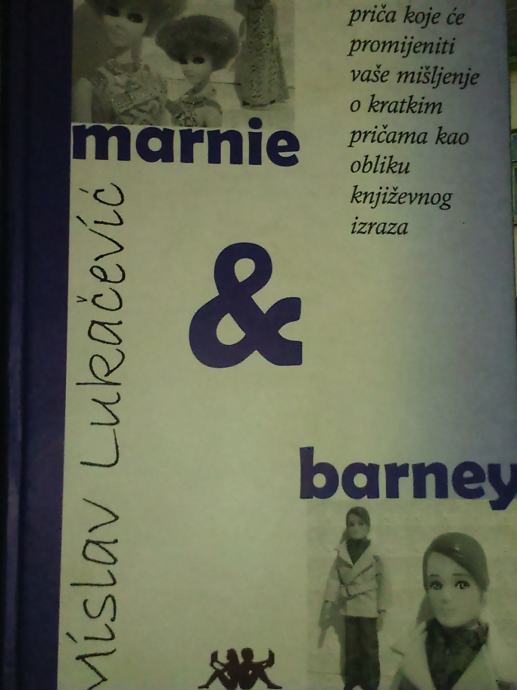 priča koje će
promijeniti
vaše mišljenje
o kratkim
pričama kao
obliku
književnog
izraza
marnie
&
barney
Mislav Lukačević